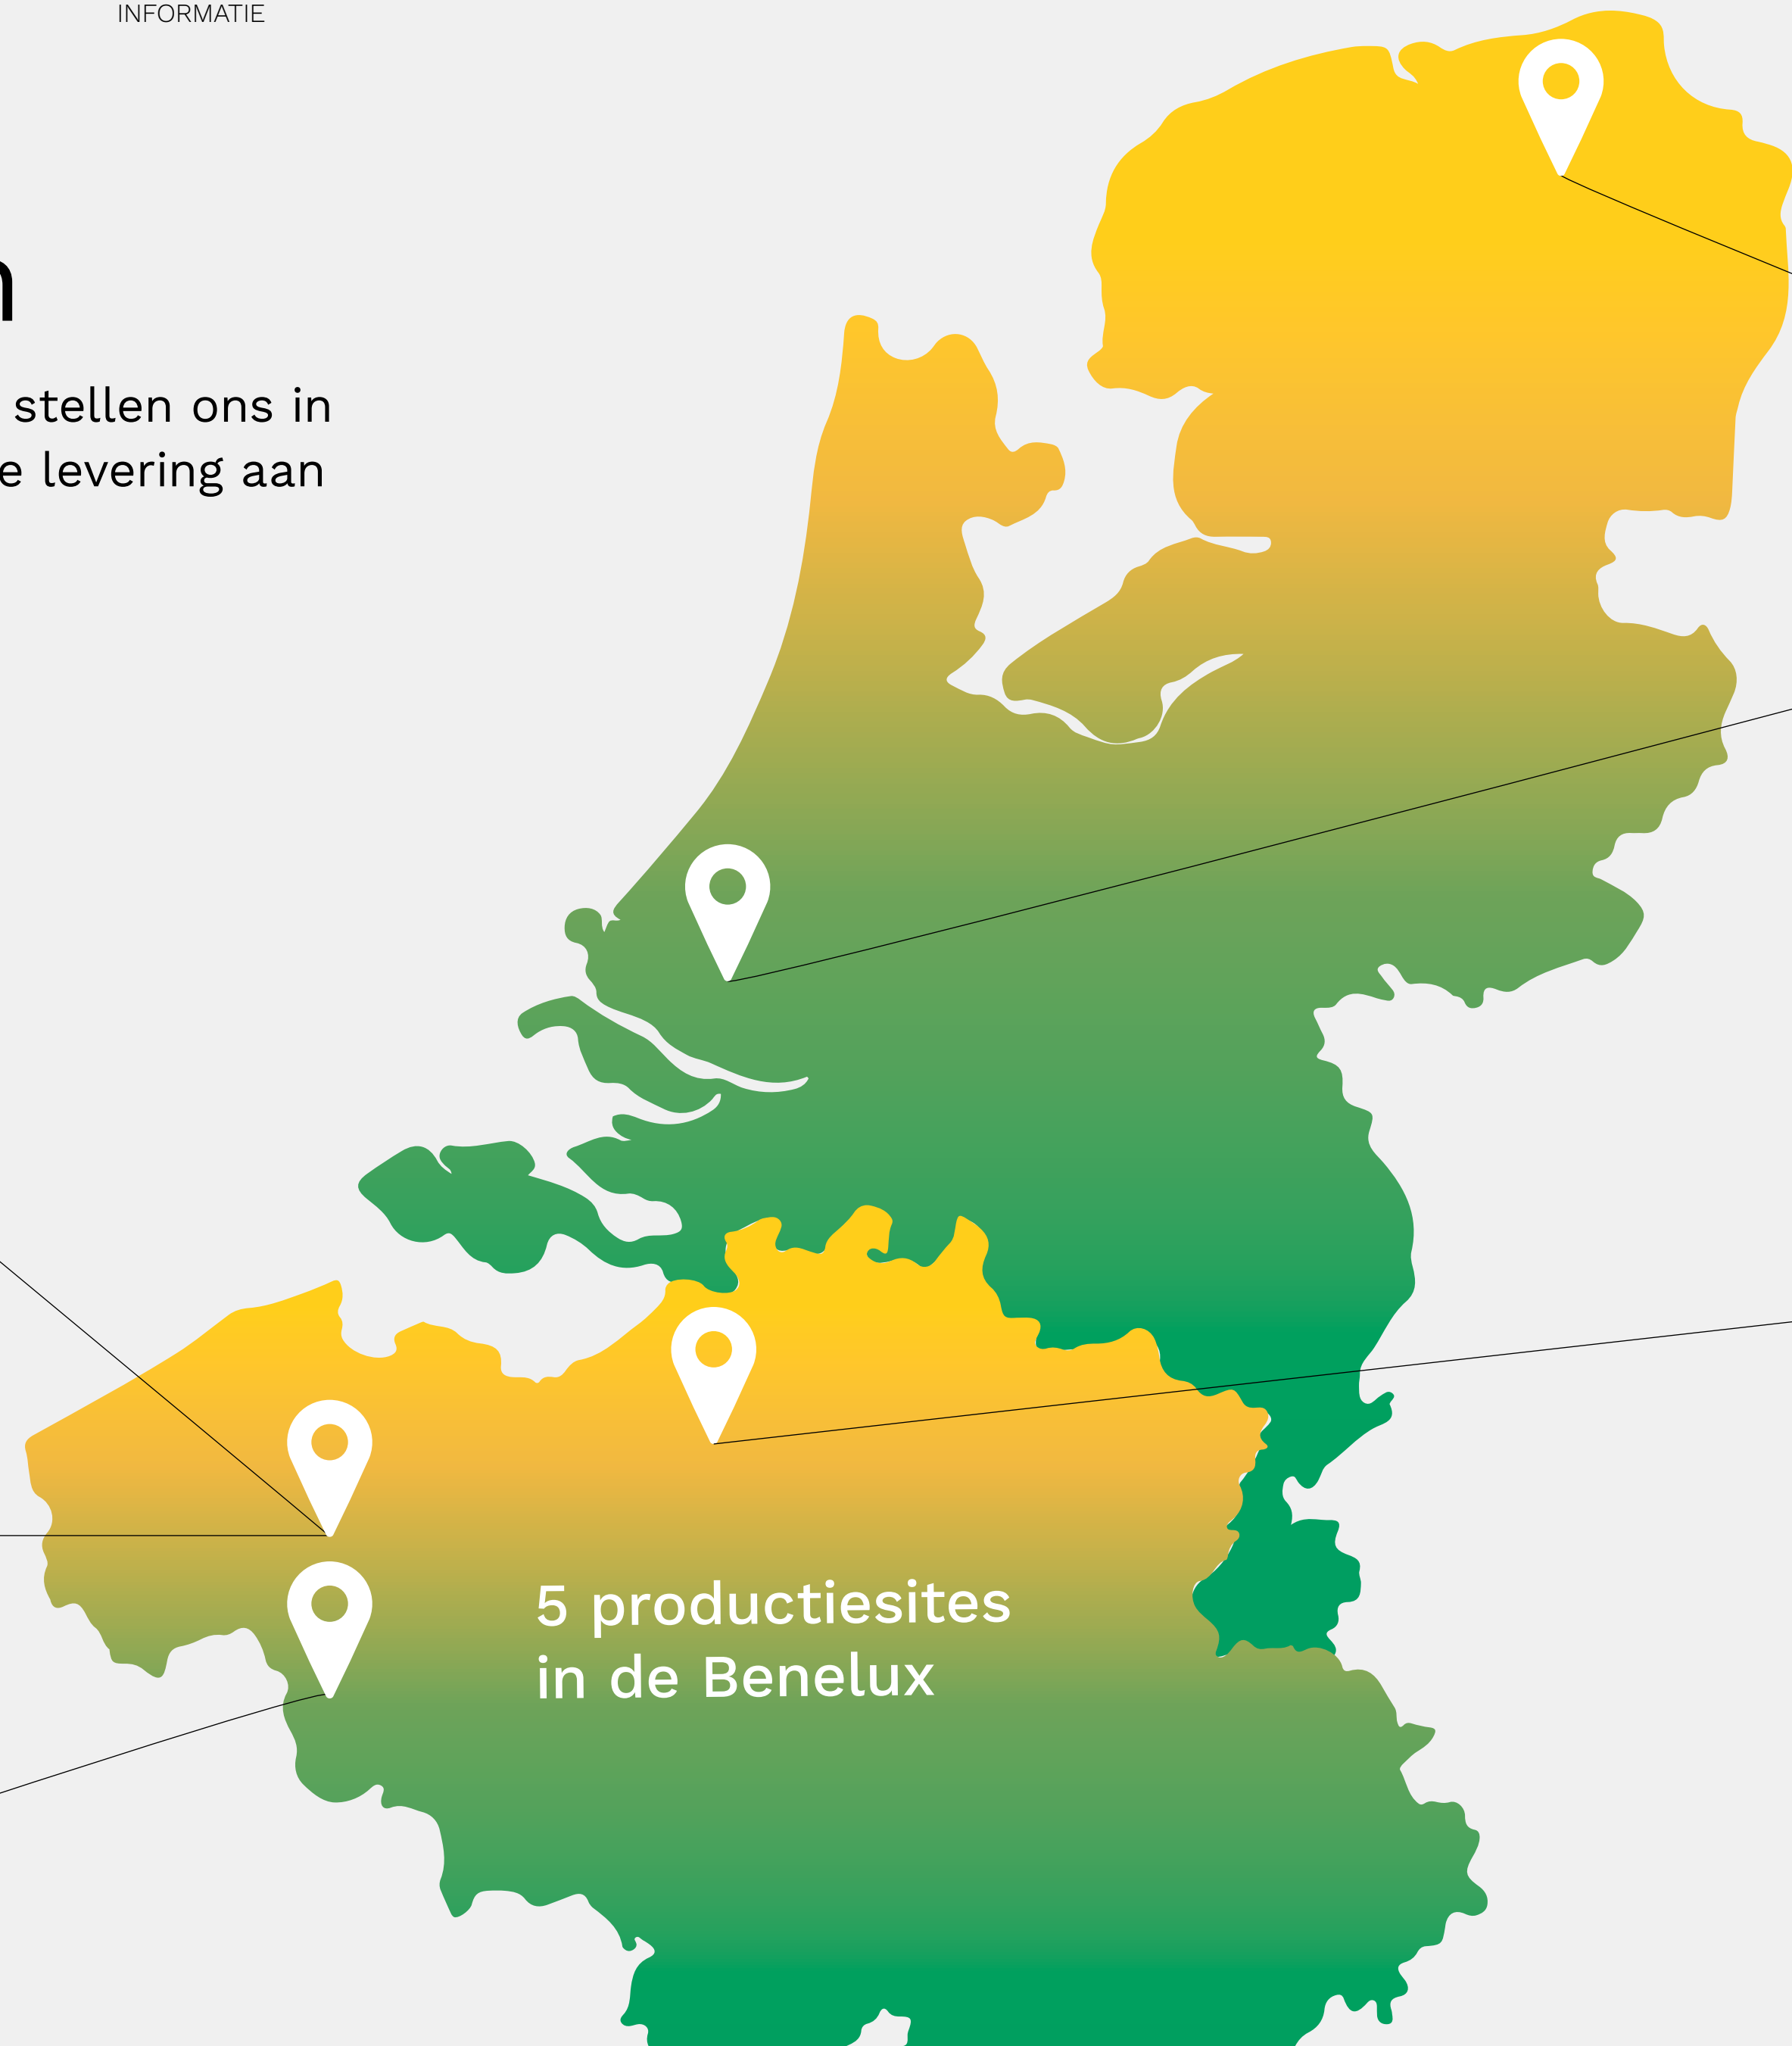 INFORMATIE
n
stellen ons in
e levering aan
5 productiesites
in de Benelux